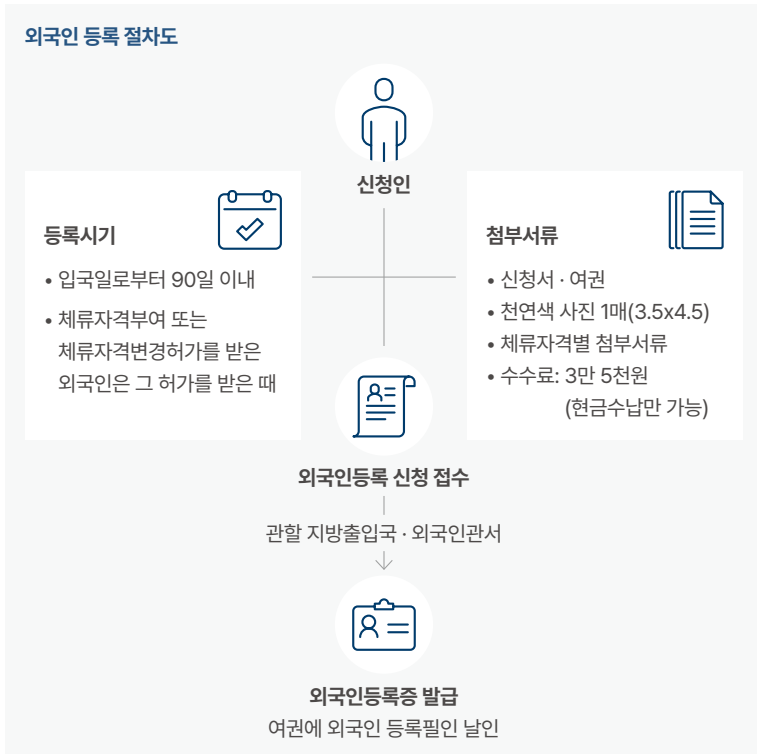 외국인 등록 절차도
신청인
등록시기
• 입국일로부터 90일 이내
• 체류자격부여 또는
체류자격변경허가를 받은
외국인은 그 허가를 받은 때
첨부서류
• 신청서 · 여권
• 천연색 사진 1매(3.5x4.5)
• 체류자격별 첨부서류
• 수수료: 3만 5천원
(현금수납만 가능)
외국인등록 신청 접수
관할 지방출입국 · 외국인관서
외국인등록증 발급
여권에 외국인 등록필인 날인